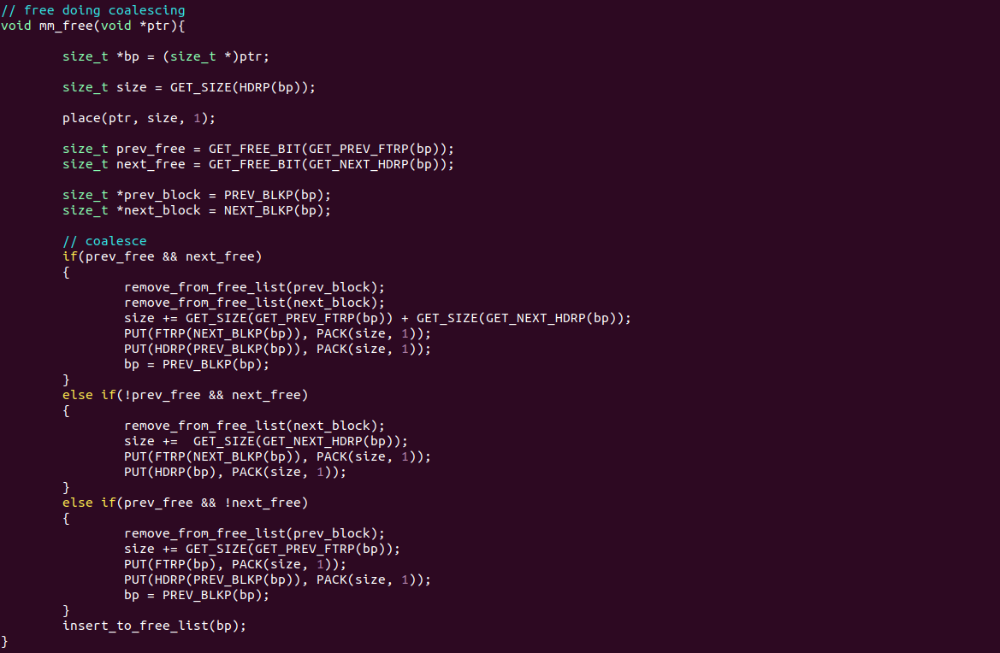 // free doing coalescing
void mm_free(void *ptr){
size_t *bp = (size_t *)ptr;
size_t size = GET_SIZE(HDRP(bp));
place(ptr, size, 1);
size_t prev_free = GET_FREE_BIT(GET_PREV_FTRP(bp));
size_t next_free = GET_FREE_BIT(GET_NEXT_HDRP(bp));
size_t *prev_block = PREV_BLKP(bp);
size_t *next_block = NEXT_BLKP(bp);
// coalesce
if(prev_free && next_free)
{
remove_from_free_list(prev_block);
remove_from_free_list(next_block);
size += GET_SIZE(GET_PREV_FTRP(bp)) + GET_SIZE(GET_NEXT_HDRP(bp));
PUT(FTRP(NEXT_BLKP(bp)), PACK(size, 1));
PUT(HDRP(PREV_BLKP(bp)), PACK(size, 1));
bp = PREV_BLKP(bp);
}
else if(!prev_free && next_free)
{
remove_from_free_list(next_block);
size +=  GET_SIZE(GET_NEXT_HDRP(bp));
PUT(FTRP(NEXT_BLKP(bp)), PACK(size, 1));
PUT(HDRP(bp), PACK(size, 1));
}
else if(prev_free && !next_free)
{
remove_from_free_list(prev_block);
size += GET_SIZE(GET_PREV_FTRP(bp));
PUT(FTRP(bp), PACK(size, 1));
PUT(HDRP(PREV_BLKP(bp)), PACK(size, 1));
bp = PREV_BLKP(bp);
}
insert_to_free_list(bp);
}